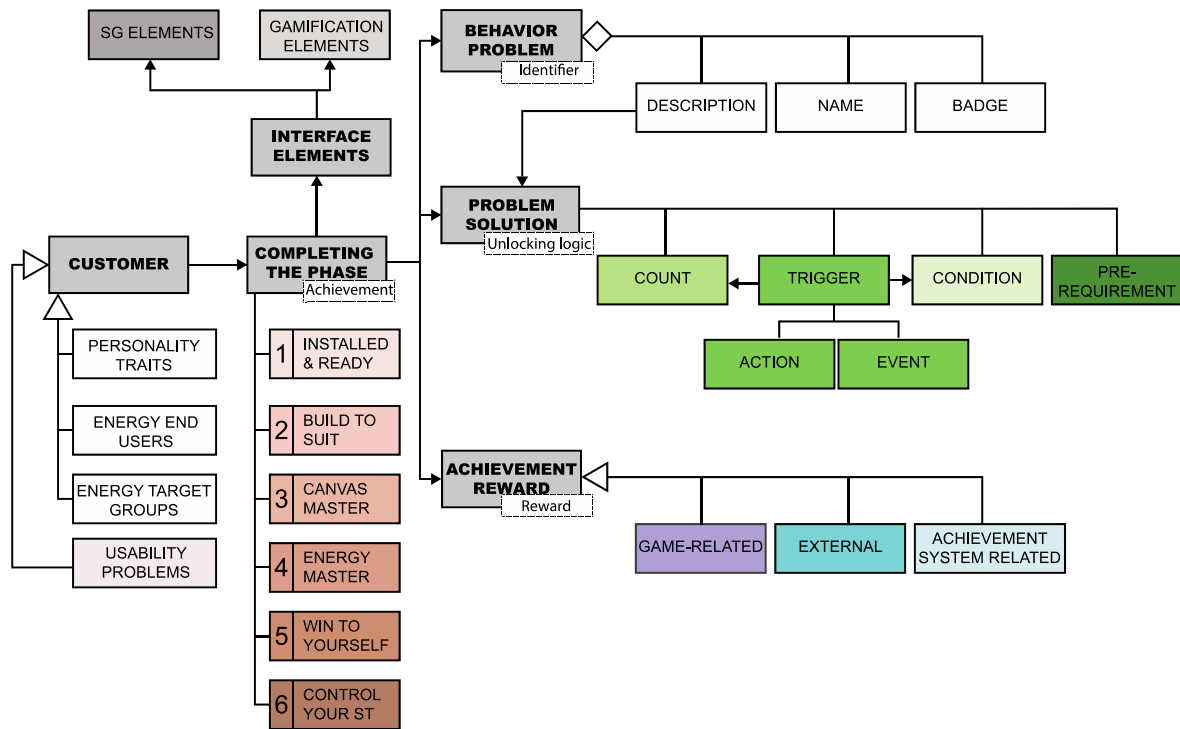 SG ELEMENTS
GAMIFICATION
ELEMENTS
INTERFACE
ELEMENTS
CUSTOMER
COMPLETING
THE PHASE
Achievement
PERSONALITY
TRAITS
ENERGY END
USERS
ENERGY TARGET
GROUPS
USABILITY
PROBLEMS
1 INSTALLED
& READY
2 BUILD TO
SUIT
3 CANVAS
MASTER
4 ENERGY
MASTER
5 WIN TO
YOURSELF
6 CONTROL
YOUR ST
BEHAVIOR
PROBLEM
Identifier
DESCRIPTION
NAME
BADGE
PROBLEM
SOLUTION
Unlocking logic
COUNT
TRIGGER
CONDITION
PRE-
REQUIREMENT
ACTION
EVENT
ACHIEVEMENT
REWARD
Reward
GAME-RELATED
EXTERNAL
ACHIEVEMENT
SYSTEM RELATED